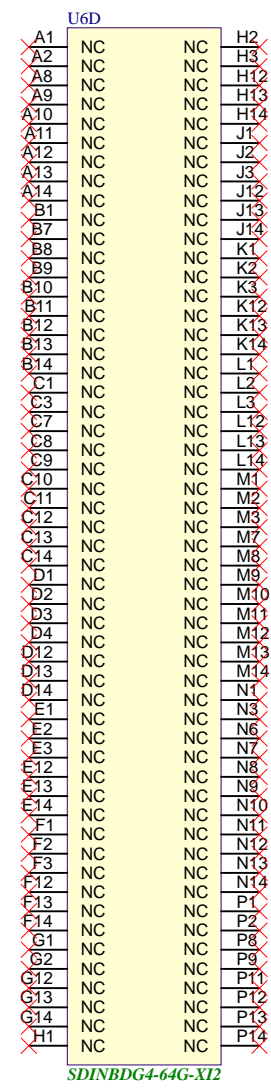 U6D
A1 NC NC H2
A2 NC NC H3
A8 NC NC H12
A9 NC NC H13
A10 NC NC H14
A11 NC NC J1
A12 NC NC J2
A13 NC NC J3
A14 NC NC J12
B1 NC NC J13
B7 NC NC J14
B8 NC NC K1
B9 NC NC K2
B10 NC NC K3
B11 NC NC K12
B12 NC NC K13
B13 NC NC K14
B14 NC NC L1
C1 NC NC L2
C3 NC NC L3
C7 NC NC L12
C8 NC NC L13
C9 NC NC L14
C10 NC NC M1
C11 NC NC M2
C12 NC NC M3
C13 NC NC M7
C14 NC NC M8
D1 NC NC M9
D2 NC NC M10
D3 NC NC M11
D4 NC NC M12
D12 NC NC M13
D13 NC NC M14
D14 NC NC N1
E1 NC NC N3
E2 NC NC N6
E3 NC NC N7
E12 NC NC N8
E13 NC NC N9
E14 NC NC N10
F1 NC NC N11
F2 NC NC N12
F3 NC NC N13
F12 NC NC N14
F13 NC NC P1
F14 NC NC P2
G1 NC NC P8
G2 NC NC P9
G12 NC NC P11
G13 NC NC P12
G14 NC NC P13
H1 NC NC P14
SDINBDG4-64G-XI2